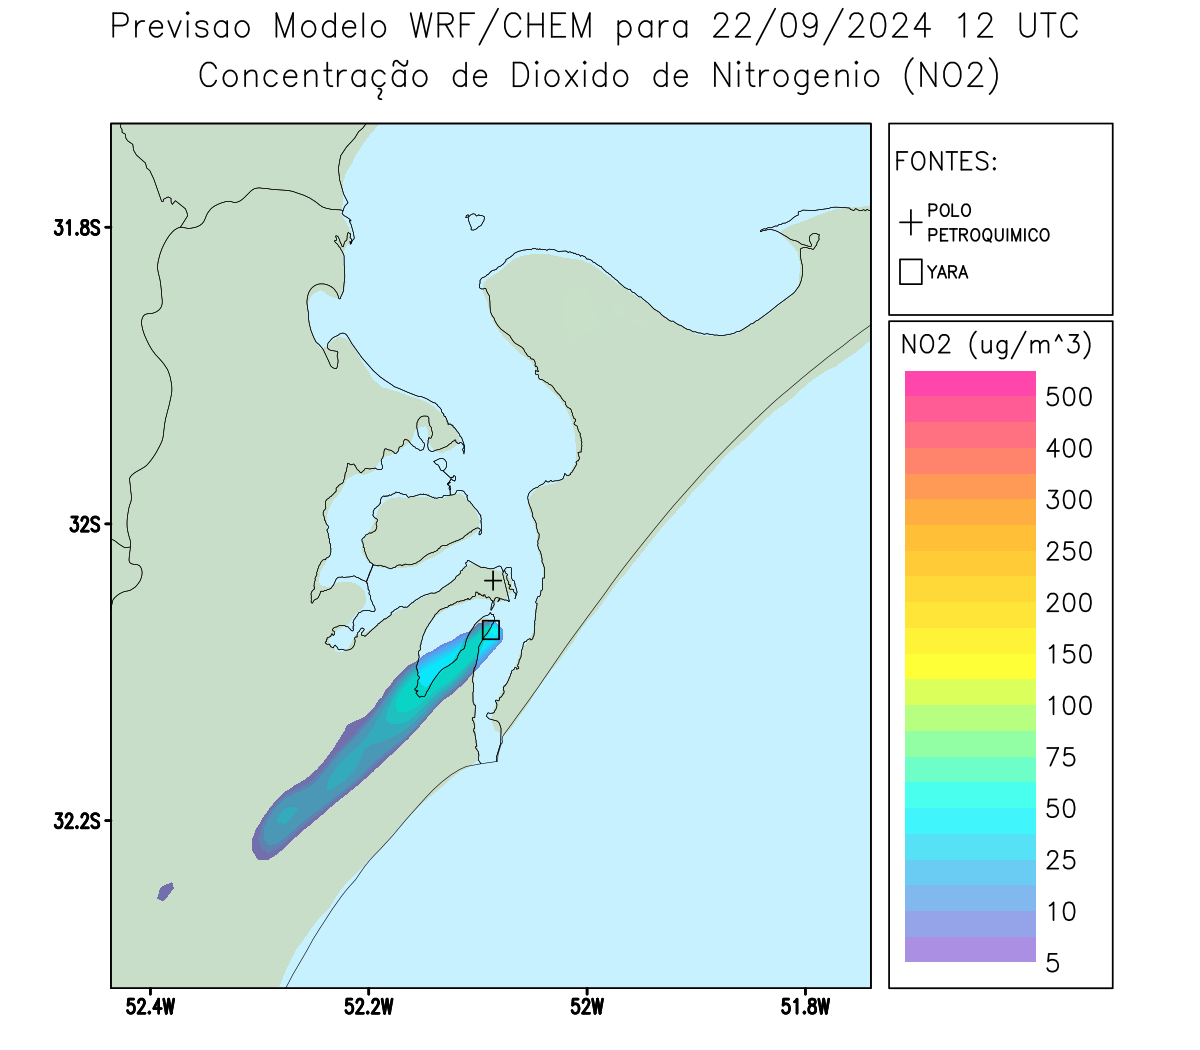 Previsao Modelo WRF/CHEM para 22/09/2024 12 UTC
Concentração de Dioxido de Nitrogenio (NO2)
FONTES:
POLO
PETROQUIMICO
YARA
NO2 (ug/m^3)
500
400
300
250
200
150
100
75
50
25
10
5
31.8S
32S
32.2S
52.4W
52.2W
52W
51.8W